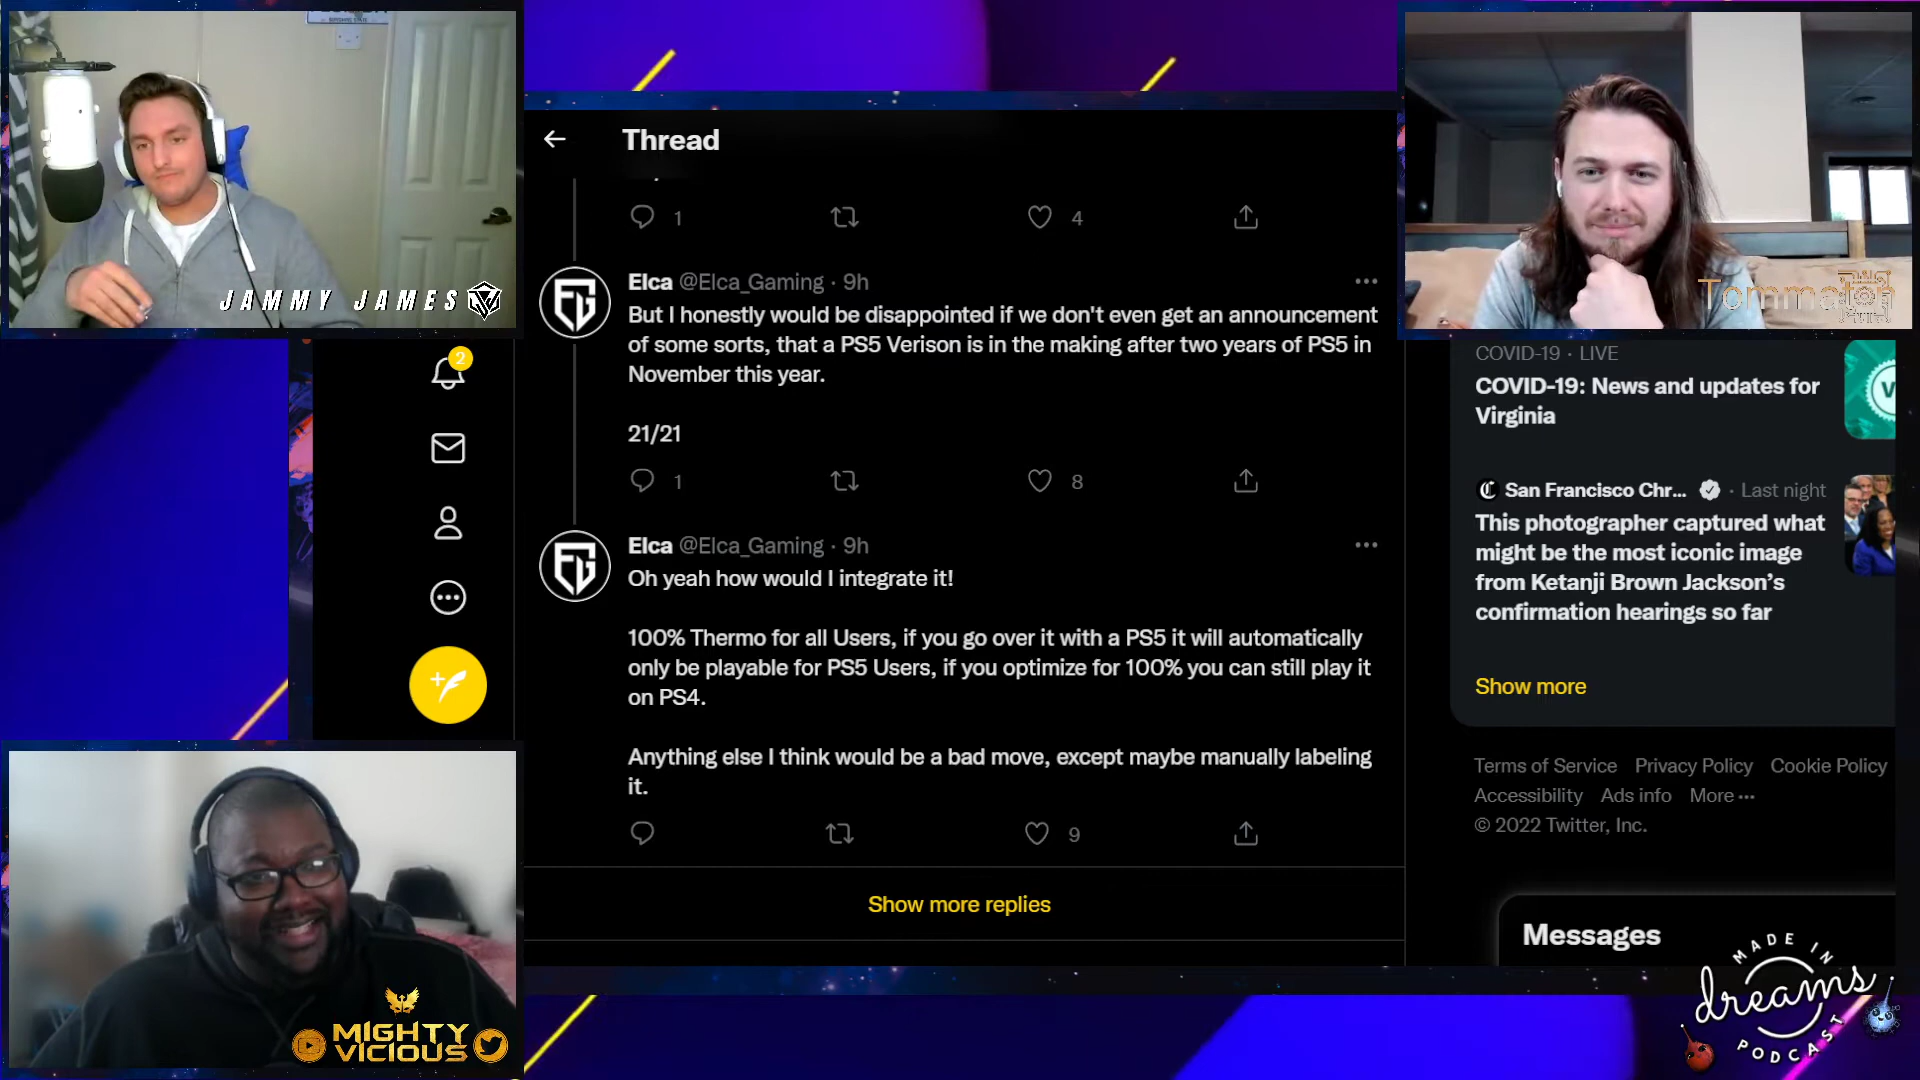 JAMMY JAMES
Thread
1
4
Elca @Elca_Gaming · 9h
But I honestly would be disappointed if we don't even get an announcement
of some sorts, that a PS5 Verison is in the making after two years of PS5 in
November this year.
21/21
1
8
Elca @Elca_Gaming · 9h
Oh yeah how would I integrate it!
100% Thermo for all Users, if you go over it with a PS5 it will automatically
only be playable for PS5 Users, if you optimize for 100% you can still play it
on PS4.
Anything else I think would be a bad move, except maybe manually labeling
it.
9
Show more replies
2
COVID-19 · LIVE
COVID-19: News and updates for
Virginia
San Francisco Chr... · Last night
This photographer captured what
might be the most iconic image
from Ketanji Brown Jackson's
confirmation hearings so far
Show more
Terms of Service Privacy Policy Cookie Policy
Accessibility Ads info More ···
© 2022 Twitter, Inc.
Messages
MIGHTY
VICIOUS
MADE IN
dreams
PODCAST